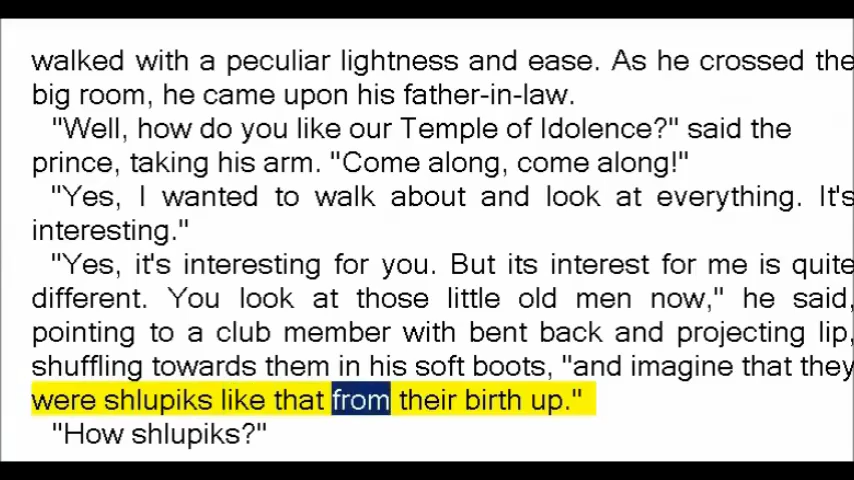 walked with a peculiar lightness and ease. As he crossed the
big room, he came upon his father-in-law.
"Well, how do you like our Temple of Idolence?" said the
prince, taking his arm. "Come along, come along!"
"Yes, I wanted to walk about and look at everything. It's
interesting."
"Yes, it's interesting for you. But its interest for me is quite
different. You look at those little old men now," he said,
pointing to a club member with bent back and projecting lip,
shuffling towards them in his soft boots, "and imagine that they
were shlupiks like that from their birth up."
"How shlupiks?"